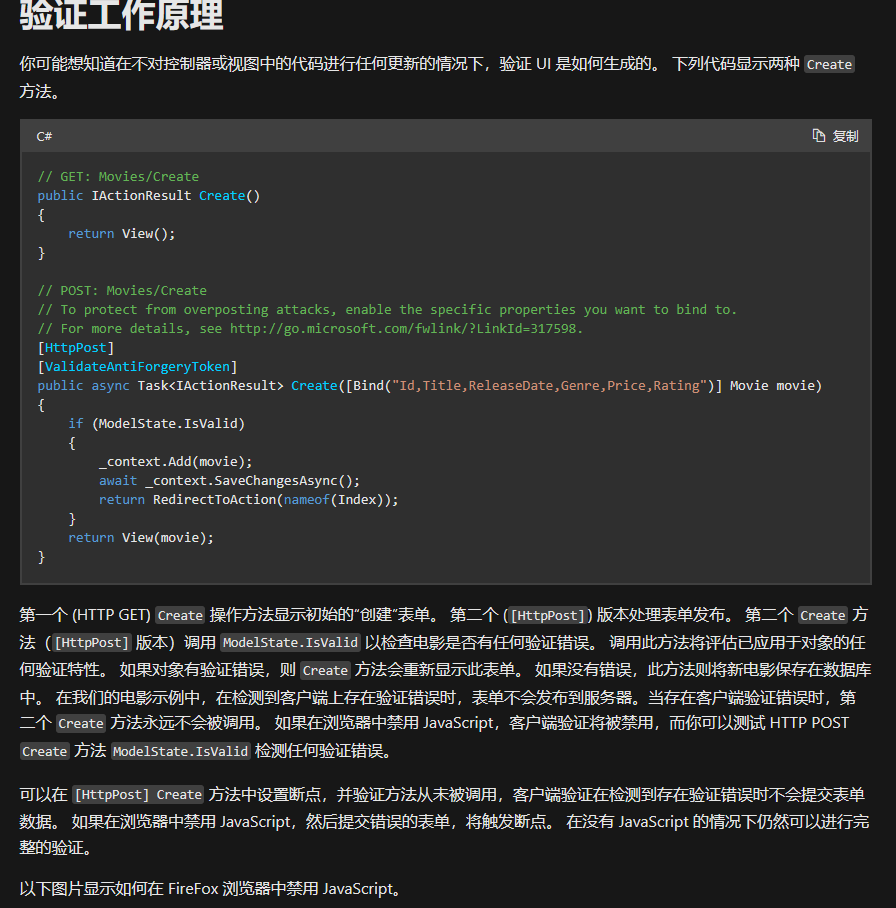 验证工作原理
你可能想知道在不对控制器或视图中的代码进行任何更新的情况下，验证 UI 是如何生成的。 下列代码显示两种 Create
方法。
C#
复制
// GET: Movies/Create
public IActionResult Create()
{
    return View();
}
// POST: Movies/Create
// To protect from overposting attacks, enable the specific properties you want to bind to.
// For more details, see http://go.microsoft.com/fwlink/?LinkId=317598.
[HttpPost]
[ValidateAntiForgeryToken]
public async Task<IActionResult> Create([Bind("Id,Title,ReleaseDate,Genre,Price,Rating")] Movie movie)
{
    if (ModelState.IsValid)
    {
        _context.Add(movie);
        await _context.SaveChangesAsync();
        return RedirectToAction(nameof(Index));
    }
    return View(movie);
}
第一个 (HTTP GET) Create 操作方法显示初始的“创建”表单。 第二个 ([HttpPost]) 版本处理表单发布。 第二个 Create 方
法（[HttpPost] 版本）调用 ModelState.IsValid 以检查电影是否有任何验证错误。 调用此方法将评估已应用于对象的任
何验证特性。 如果对象有验证错误，则 Create 方法会重新显示此表单。 如果没有错误，此方法则将新电影保存在数据库
中。 在我们的电影示例中，在检测到客户端上存在验证错误时，表单不会发布到服务器。当存在客户端验证错误时，第
二个 Create 方法永远不会被调用。 如果在浏览器中禁用 JavaScript，客户端验证将被禁用，而你可以测试 HTTP POST
Create 方法 ModelState.IsValid 检测任何验证错误。
可以在 [HttpPost] Create 方法中设置断点，并验证方法从未被调用，客户端验证在检测到存在验证错误时不会提交表单
数据。 如果在浏览器中禁用 JavaScript，然后提交错误的表单，将触发断点。 在没有 JavaScript 的情况下仍然可以进行完
整的验证。
以下图片显示如何在 FireFox 浏览器中禁用 JavaScript。